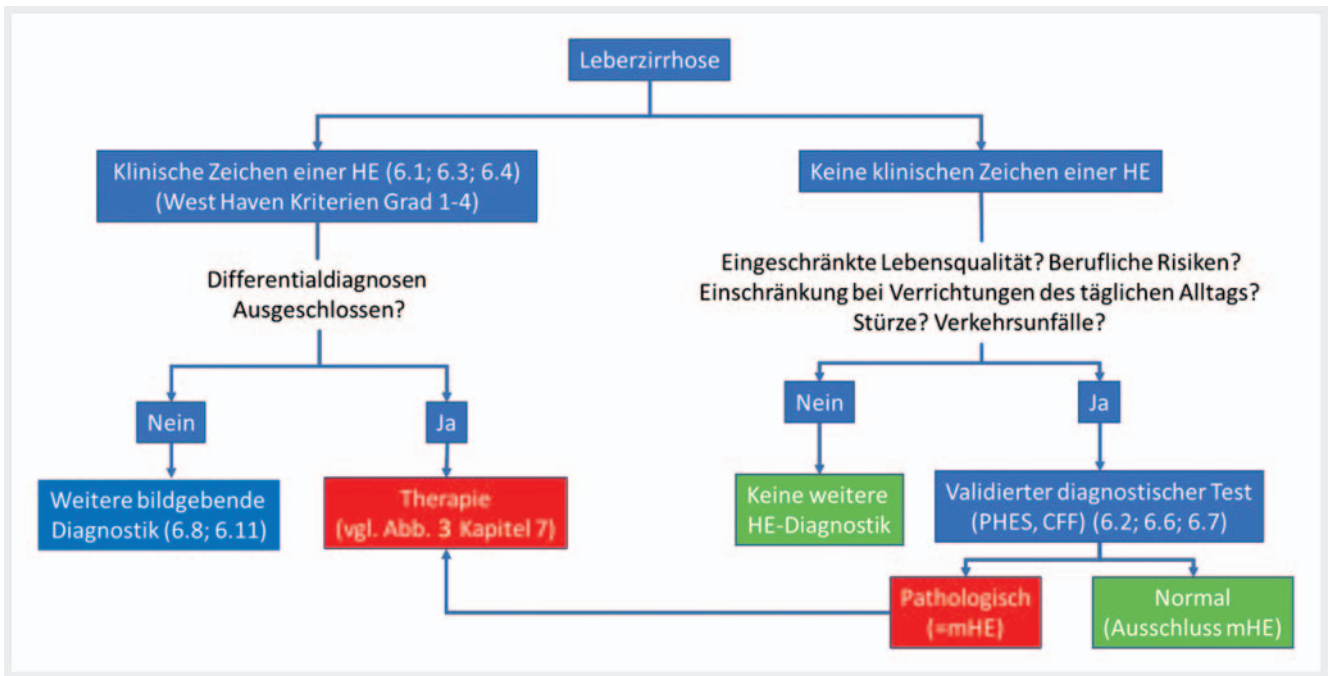 Leberzirrhose
Klinische Zeichen einer HE (6.1; 6.3; 6.4)
(West Haven Kriterien Grad 1-4)
Keine klinischen Zeichen einer HE
Differentialdiagnosen
Ausgeschlossen?
Eingeschränkte Lebensqualität? Berufliche Risiken?
Einschränkung bei Verrichtungen des täglichen Alltags?
Stürze? Verkehrsunfälle?
Nein
Ja
Nein
Ja
Weitere bildgebende
Diagnostik (6.8; 6.11)
Therapie
(vgl. Abb. 3 Kapitel 7)
Keine weitere
HE-Diagnostik
Validierter diagnostischer Test
(PHES, CFF) (6.2; 6.6; 6.7)
Pathologisch
(=mHE)
Normal
(Ausschluss mHE)